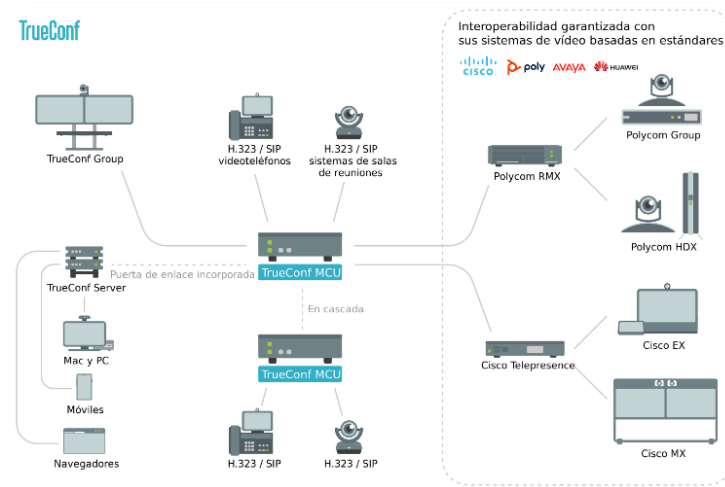 TrueConf
Interoperabilidad garantizada con
sus sistemas de vídeo basadas en estándares
CISCO
poly
AVAYA
HUAWEI
TrueConf Group
H.323 / SIP
videoteléfonos
H.323 / SIP
sistemas de salas
de reuniones
Polycom RMX
Polycom Group
Polycom HDX
TrueConf Server
Puerta de enlace incorporada
TrueConf MCU
En cascada
Mac y PC
TrueConf MCU
Cisco Telepresence
Cisco EX
Móviles
Navegadores
H.323 / SIP
H.323 / SIP
Cisco MX